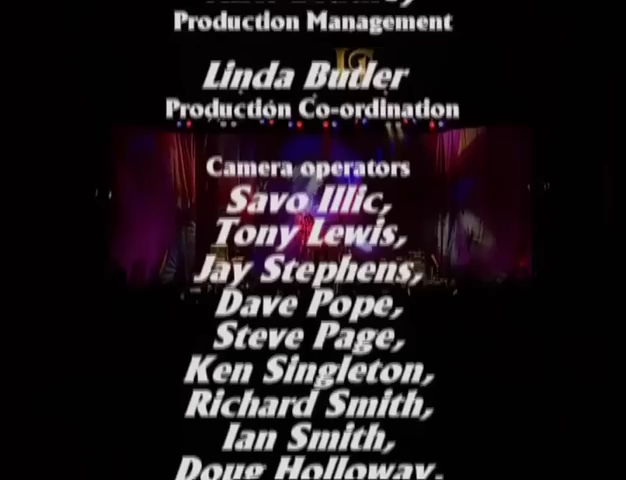 Production Management
Linda Butler
Production Co-ordination
Camera operators
Savo Illic,
Tony Lewis,
Jay Stephens,
Dave Pope,
Steve Page,
Ken Singleton,
Richard Smith,
Ian Smith,
Doug Holloway,